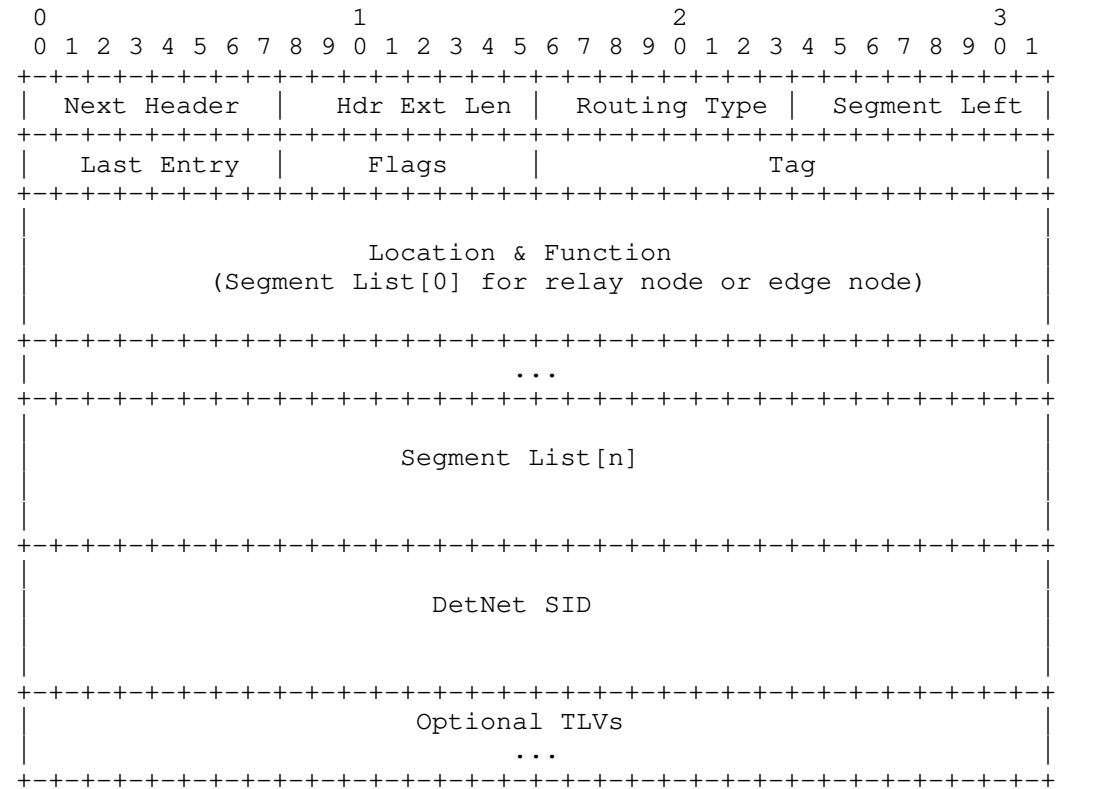 0                   1                   2                   3
0 1 2 3 4 5 6 7 8 9 0 1 2 3 4 5 6 7 8 9 0 1 2 3 4 5 6 7 8 9 0 1
+-+-+-+-+-+-+-+-+-+-+-+-+-+-+-+-+-+-+-+-+-+-+-+-+-+-+-+-+-+-+-+-+
| Next Header | Hdr Ext Len | Routing Type | Segment Left |
+-+-+-+-+-+-+-+-+-+-+-+-+-+-+-+-+-+-+-+-+-+-+-+-+-+-+-+-+-+-+-+-+
| Last Entry | Flags | Tag |
+-+-+-+-+-+-+-+-+-+-+-+-+-+-+-+-+-+-+-+-+-+-+-+-+-+-+-+-+-+-+-+-+
Location & Function
(Segment List[0] for relay node or edge node)
+-+-+-+-+-+-+-+-+-+-+-+-+-+-+-+-+-+-+-+-+-+-+-+-+-+-+-+-+-+-+-+-+
| ... |
+-+-+-+-+-+-+-+-+-+-+-+-+-+-+-+-+-+-+-+-+-+-+-+-+-+-+-+-+-+-+-+-+
Segment List[n]
+-+-+-+-+-+-+-+-+-+-+-+-+-+-+-+-+-+-+-+-+-+-+-+-+-+-+-+-+-+-+-+-+
DetNet SID
+-+-+-+-+-+-+-+-+-+-+-+-+-+-+-+-+-+-+-+-+-+-+-+-+-+-+-+-+-+-+-+-+
| Optional TLVs |
| ... |
+-+-+-+-+-+-+-+-+-+-+-+-+-+-+-+-+-+-+-+-+-+-+-+-+-+-+-+-+-+-+-+-+